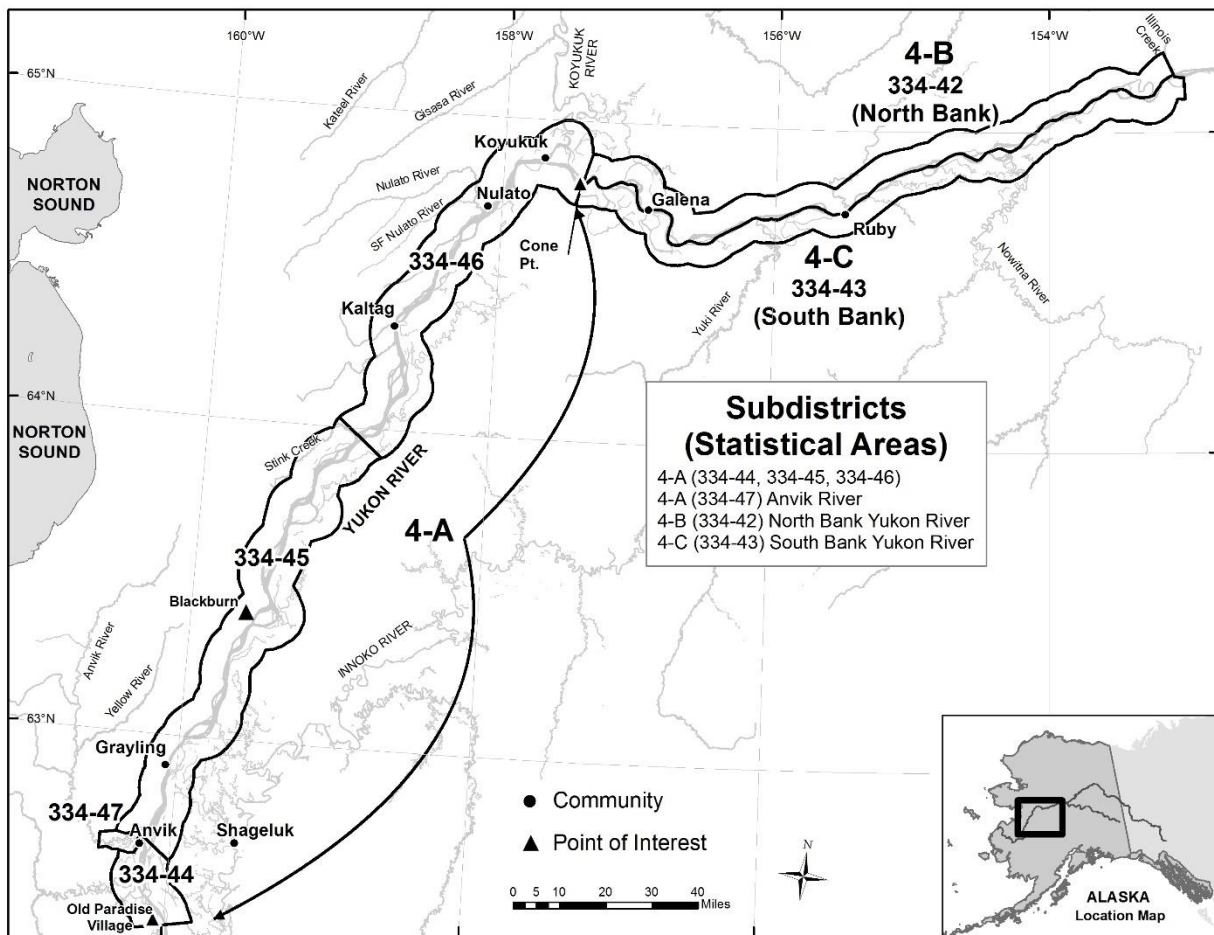 160°W
158°W
156°W
154°W
65°N
64°N
63°N
Illinois
Creek
KOYUKUK
RIVER
4-B
334-42
(North Bank)
Kateel River
Gisasa River
Koyukuk
NORTON
SOUND
Nulato River
Nulato
Galena
SF Nulato River
Ruby
Cone
Pt.
334-46
4-C
334-43
(South Bank)
Nowitna River
Yuki River
Kaltag
NORTON
SOUND
Stink Creek
YUKON RIVER
Subdistricts
(Statistical Areas)
4-A (334-44, 334-45, 334-46)
4-A (334-47) Anvik River
4-B (334-42) North Bank Yukon River
4-C (334-43) South Bank Yukon River
4-A
334-45
Blackburn
Anvik River
Yellow River
INNOKO RIVER
Grayling
334-47
Anvik
Shageluk
334-44
Old Paradise
Village
Community
Point of Interest
0 5 10 20 30 40
Miles
N
ALASKA
Location Map